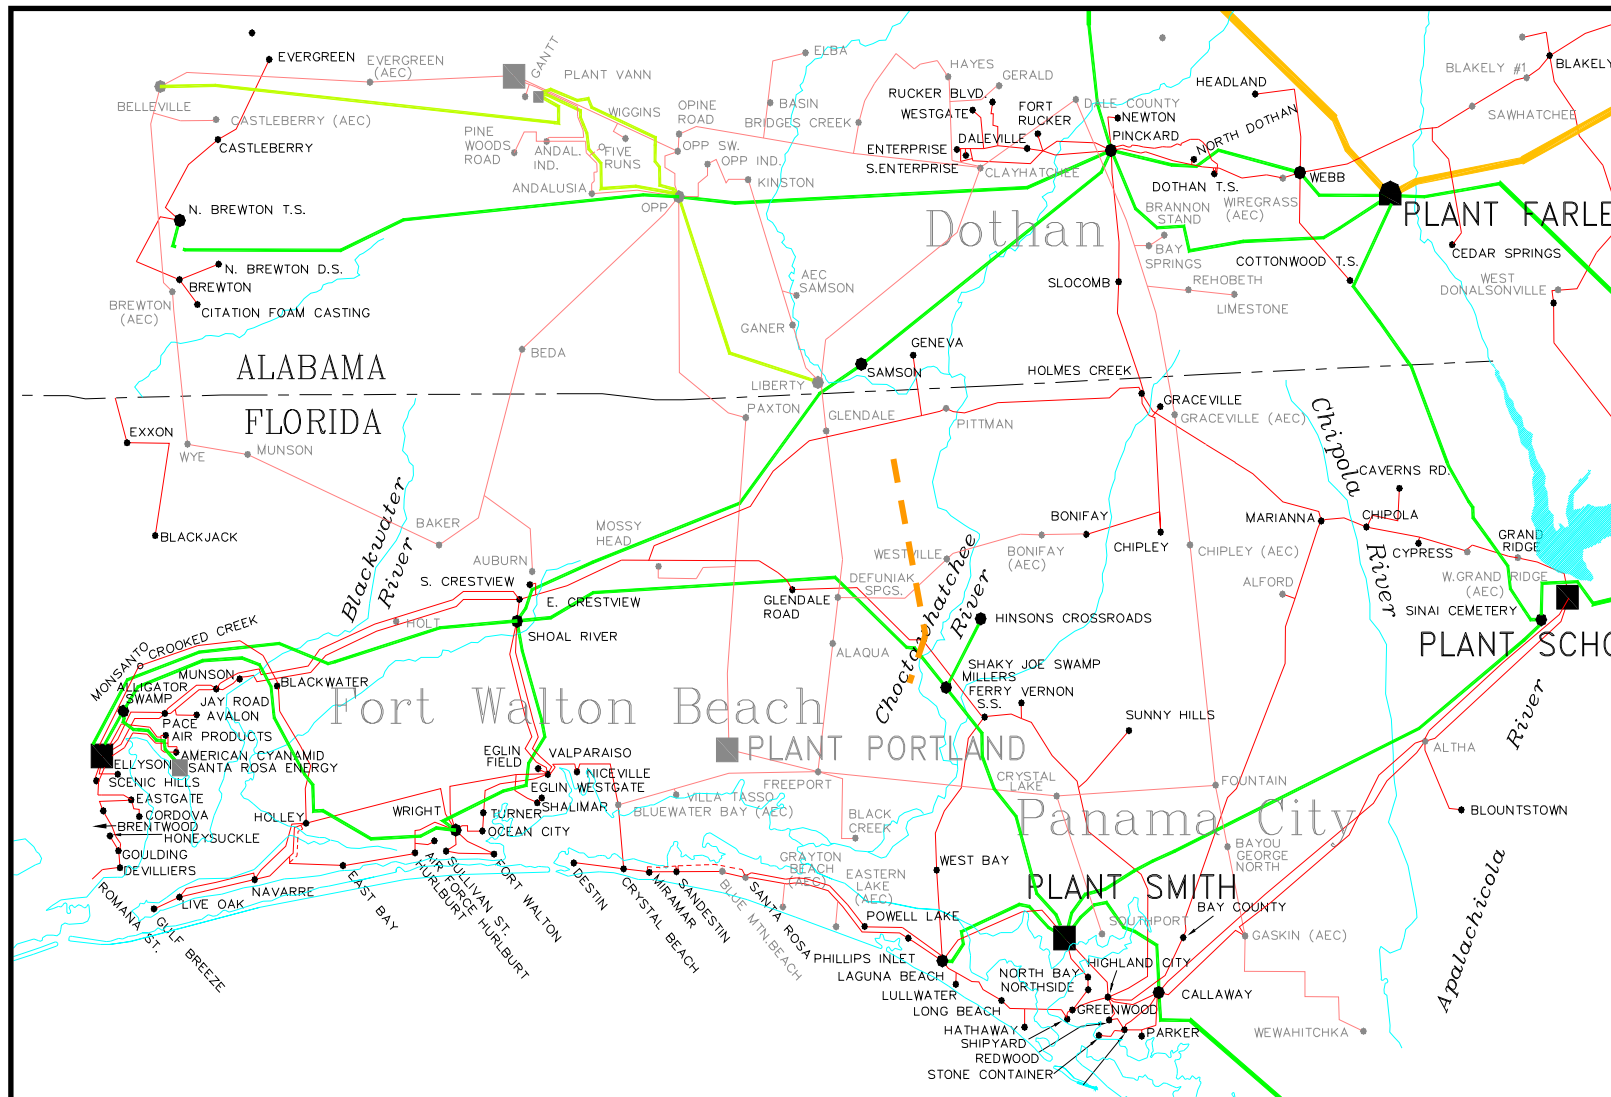 EVERGREEN
EVERGREEN
(AEC)
GANTT
PLANT VANN
ELBA
HAYES
GERALD
HEADLAND
BLAKELY #1
BLAKELY
BELLEVILLE
CASTLEBERRY (AEC)
WIGGINS
OPINE
ROAD
BASIN
BRIDGES CREEK
RUCKER BLVD.
WESTGATE
FORT
RUCKER
DALE COUNTY
NEWTON
PINCKARD
NORTH DOTHAN
SAWHATCHEE
CASTLEBERRY
PINE
WOODS
ROAD
ANDAL.
IND.
FIVE
RUNS
OPP SW.
OPP IND.
ENTERPRISE
DALEVILLE
S.ENTERPRISE
CLAYHATCHEE
ANDALUSIA
KINSTON
DOTHAN T.S.
WEBB
WIREGRASS
(AEC)
N. BREWTON T.S.
OPP
Dothan
BRANNON
STAND
PLANT FARLE
BAY
SPRINGS
COTTONWOOD T.S.
CEDAR SPRINGS
N. BREWTON D.S.
BREWTON
BREWTON
(AEC)
CITATION FOAM CASTING
AEC
SAMSON
SLOCOMB
REHOBETH
LIMESTONE
WEST
DONALSONVILLE
GANER
BEDA
GENEVA
ALABAMA
LIBERTY
SAMSON
HOLMES CREEK
FLORIDA
PAXTON
GLENDALE
PITTMAN
GRACEVILLE
GRACEVILLE (AEC)
Chipola
River
EXXON
WYE
MUNSON
CAVERNS RD.
Blackwater
River
BLACKJACK
BAKER
MOSSY
HEAD
BONIFAY
MARIANNA
CHIPOLA
AUBURN
WESTVILLE
BONIFAY
(AEC)
CHIPLEY
CHIPLEY (AEC)
CYPRESS
GRAND
RIDGE
S. CRESTVIEW
DEFUNIAK
SPGS.
ALFORD
W.GRAND RIDGE
(AEC)
E. CRESTVIEW
GLENDALE
ROAD
Choctawhatchee
River
HINSONS CROSSROADS
SINAI CEMETERY
HOLT
SHOAL RIVER
ALAQUA
PLANT SCHO
MONSANTO
CROOKED CREEK
SHAKY JOE SWAMP
MILLERS
FERRY
S.S.
VERNON
MUNSON
BLACKWATER
ALLIGATOR
SWAMP
JAY ROAD
AVALON
PACE
AIR PRODUCTS
Fort Walton Beach
SUNNY HILLS
River
AMERICAN CYANAMID
SANTA ROSA ENERGY
ELLYSON
SCENIC HILLS
EGLIN
FIELD
VALPARAISO
NICEVILLE
PLANT PORTLAND
ALTHA
EASTGATE
CORDOVA
EGLIN WESTGATE
SHALIMAR
FREEPORT
VILLA TASSO
BLUEWATER BAY (AEC)
CRYSTAL
LAKE
FOUNTAIN
BRENTWOOD
HONEYSUCKLE
HOLLEY
WRIGHT
TURNER
OCEAN CITY
BLACK
CREEK
Panama City
BLOUNTSTOWN
GOULDING
DEVILLIERS
GRAYTON
BEACH
(AEC)
EASTERN
LAKE
(AEC)
WEST BAY
BAYOU
GEORGE
NORTH
ROMANA ST.
LIVE OAK
GULF BREEZE
NAVARRE
EAST BAY
AIR FORCE HURLBURT
HURLBURT
SULLIVAN ST.
FORT WALTON
DESTIN
CRYSTAL BEACH
MIRAMAR
SANDESTIN
BLUE MTN.BEACH
SANTA ROSA
PLANT SMITH
Apalachicola
POWELL LAKE
SOUTHPORT
BAY COUNTY
GASKIN (AEC)
PHILLIPS INLET
LAGUNA BEACH
LULLWATER
LONG BEACH
NORTH BAY
NORTHSIDE
HIGHLAND CITY
CALLAWAY
HATHAWAY
GREENWOOD
SHIPYARD
REDWOOD
PARKER
WEWAHITCHKA
STONE CONTAINER